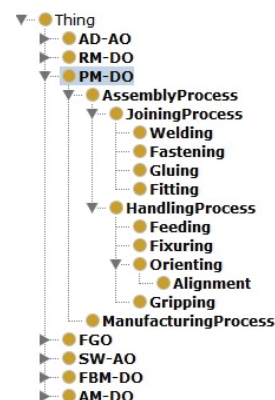 Thing
AD-AO
RM-DO
PM-DO
AssemblyProcess
JoiningProcess
Welding
Fastening
Gluing
Fitting
HandlingProcess
Feeding
Fixuring
Orienting
Alignment
Gripping
ManufacturingProcess
FGO
SW-AO
FBM-DO
AM-DO